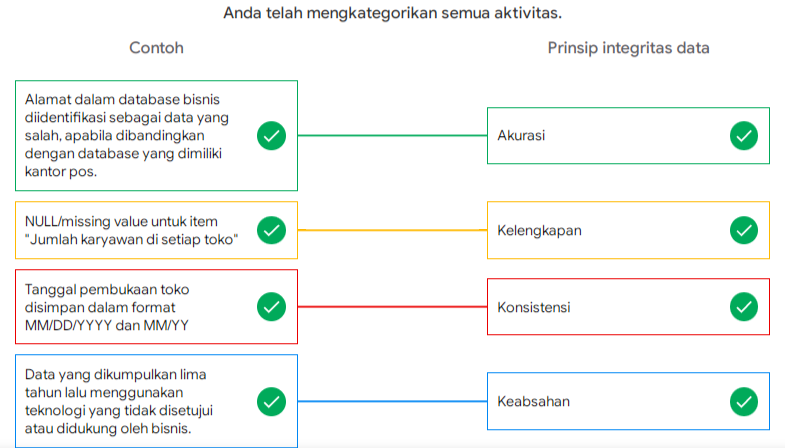 Anda telah mengkategorikan semua aktivitas.
Contoh
Prinsip integritas data
Alamat dalam database bisnis
diidentifikasi sebagai data yang
salah, apabila dibandingkan
dengan database yang dimiliki
kantor pos.
Akurasi
NULL/missing value untuk item
"Jumlah karyawan di setiap toko"
Kelengkapan
Tanggal pembukaan toko
disimpan dalam format
MM/DD/YYYY dan MM/YY
Konsistensi
Data yang dikumpulkan lima
tahun lalu menggunakan
teknologi yang tidak disetujui
atau didukung oleh bisnis.
Keabsahan